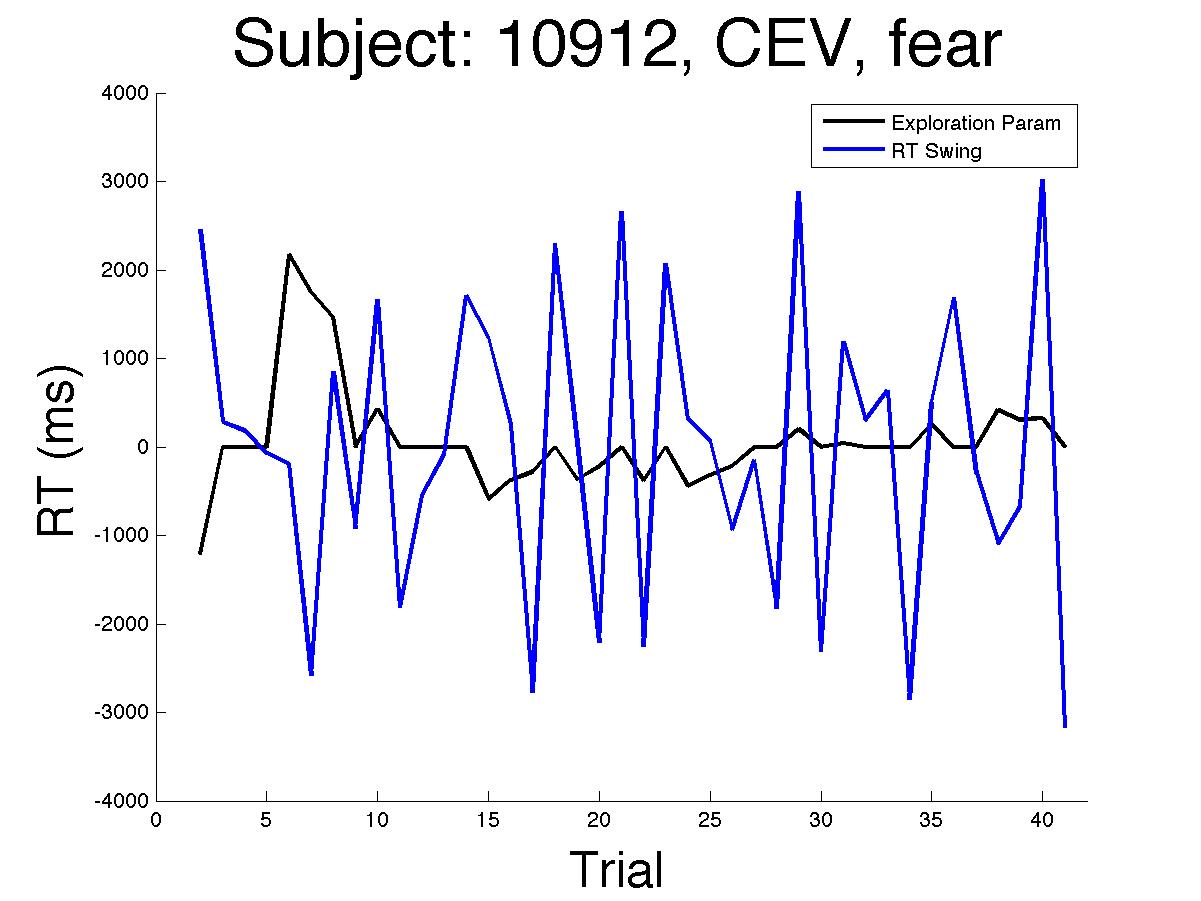 Subject: 10912, CEV, fear
Exploration Param
RT Swing
4000
3000
2000
1000
0
-1000
-2000
-3000
-4000
RT (ms)
0 5 10 15 20 25 30 35 40
Trial